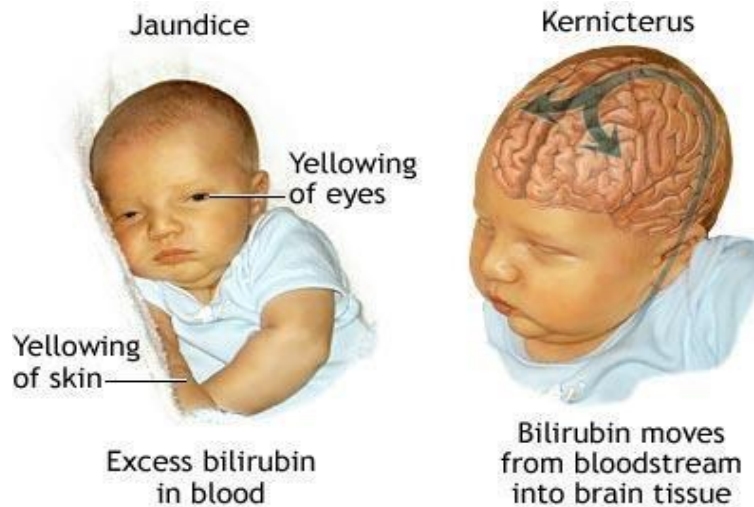 Jaundice
Yellowing
of eyes
Yellowing
of skin
Excess bilirubin
in blood
Kernicterus
Bilirubin moves
from bloodstream
into brain tissue